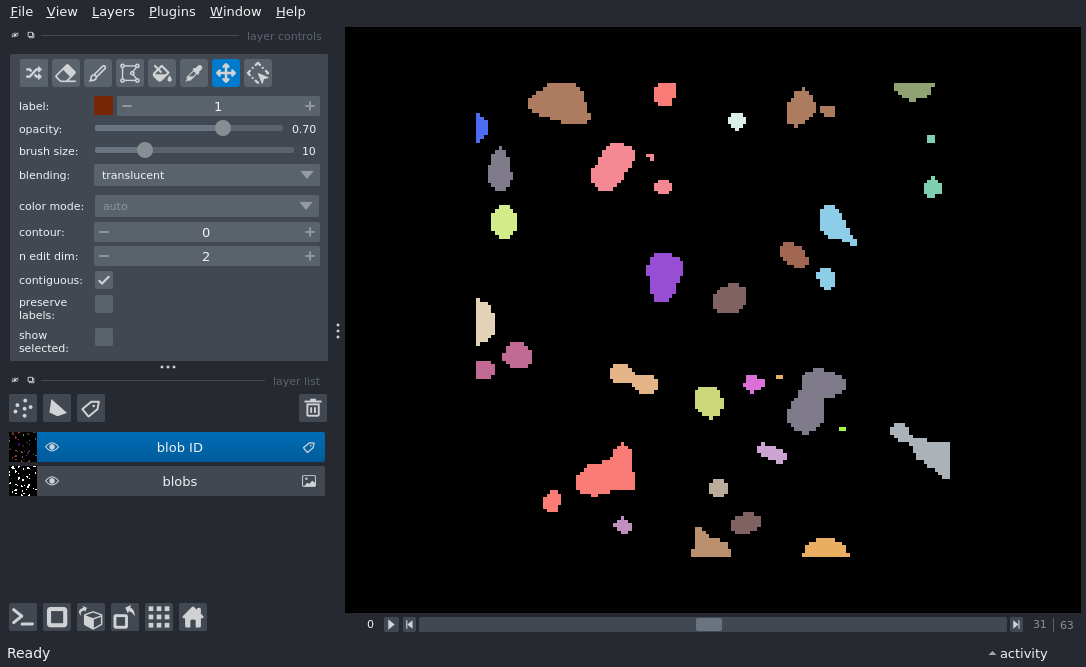 File View Layers Plugins Window Help
layer controls
label: 1
opacity: 0.70
brush size: 10
blending: translucent
color mode: auto
contour: 0
n edit dim: 2
contiguous:
preserve
labels:
show
selected:
layer list
blob ID
blobs
0 31 63
Ready activity